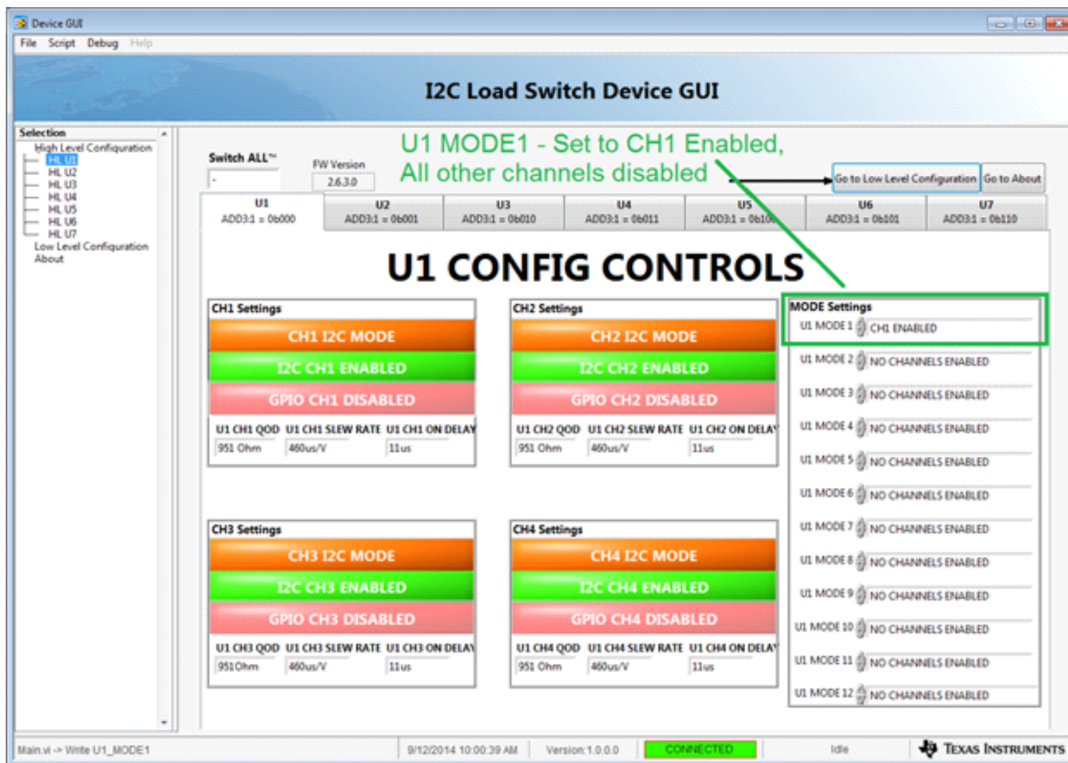 Device GUI
File Script Debug Help
I2C Load Switch Device GUI
Selection
High Level Configuration
HL U1
HL U2
HL U3
HL U4
HL U5
HL U6
HL U7
Low Level Configuration
About
U1 MODE1 - Set to CH1 Enabled,
All other channels disabled
Switch ALL™
-
FW Version
2.6.3.0
Go to Low Level Configuration Go to About
U1 U2 U3 U4 U5 U6 U7
ADD3:1 = 0b000 ADD3:1 = 0b001 ADD3:1 = 0b010 ADD3:1 = 0b011 ADD3:1 = 0b100 ADD3:1 = 0b101 ADD3:1 = 0b110
U1 CONFIG CONTROLS
CH1 Settings
CH1 I2C MODE
I2C CH1 ENABLED
GPIO CH1 DISABLED
U1 CH1 QOD U1 CH1 SLEW RATE U1 CH1 ON DELAY
951 Ohm 460us/V 11us
CH2 Settings
CH2 I2C MODE
I2C CH2 ENABLED
GPIO CH2 DISABLED
U1 CH2 QOD U1 CH2 SLEW RATE U1 CH2 ON DELAY
951 Ohm 460us/V 11us
CH3 Settings
CH3 I2C MODE
I2C CH3 ENABLED
GPIO CH3 DISABLED
U1 CH3 QOD U1 CH3 SLEW RATE U1 CH3 ON DELAY
951Ohm 460us/V 11us
CH4 Settings
CH4 I2C MODE
I2C CH4 ENABLED
GPIO CH4 DISABLED
U1 CH4 QOD U1 CH4 SLEW RATE U1 CH4 ON DELAY
951 Ohm 460us/V 11us
MODE Settings
U1 MODE 1 CH1 ENABLED
U1 MODE 2 NO CHANNELS ENABLED
U1 MODE 3 NO CHANNELS ENABLED
U1 MODE 4 NO CHANNELS ENABLED
U1 MODE 5 NO CHANNELS ENABLED
U1 MODE 6 NO CHANNELS ENABLED
U1 MODE 7 NO CHANNELS ENABLED
U1 MODE 8 NO CHANNELS ENABLED
U1 MODE 9 NO CHANNELS ENABLED
U1 MODE 10 NO CHANNELS ENABLED
U1 MODE 11 NO CHANNELS ENABLED
U1 MODE 12 NO CHANNELS ENABLED
Main.vi -> Write U1_MODE1 9/12/2014 10:00:39 AM Version:1.0.0.0 CONNECTED Idle TEXAS INSTRUMENTS